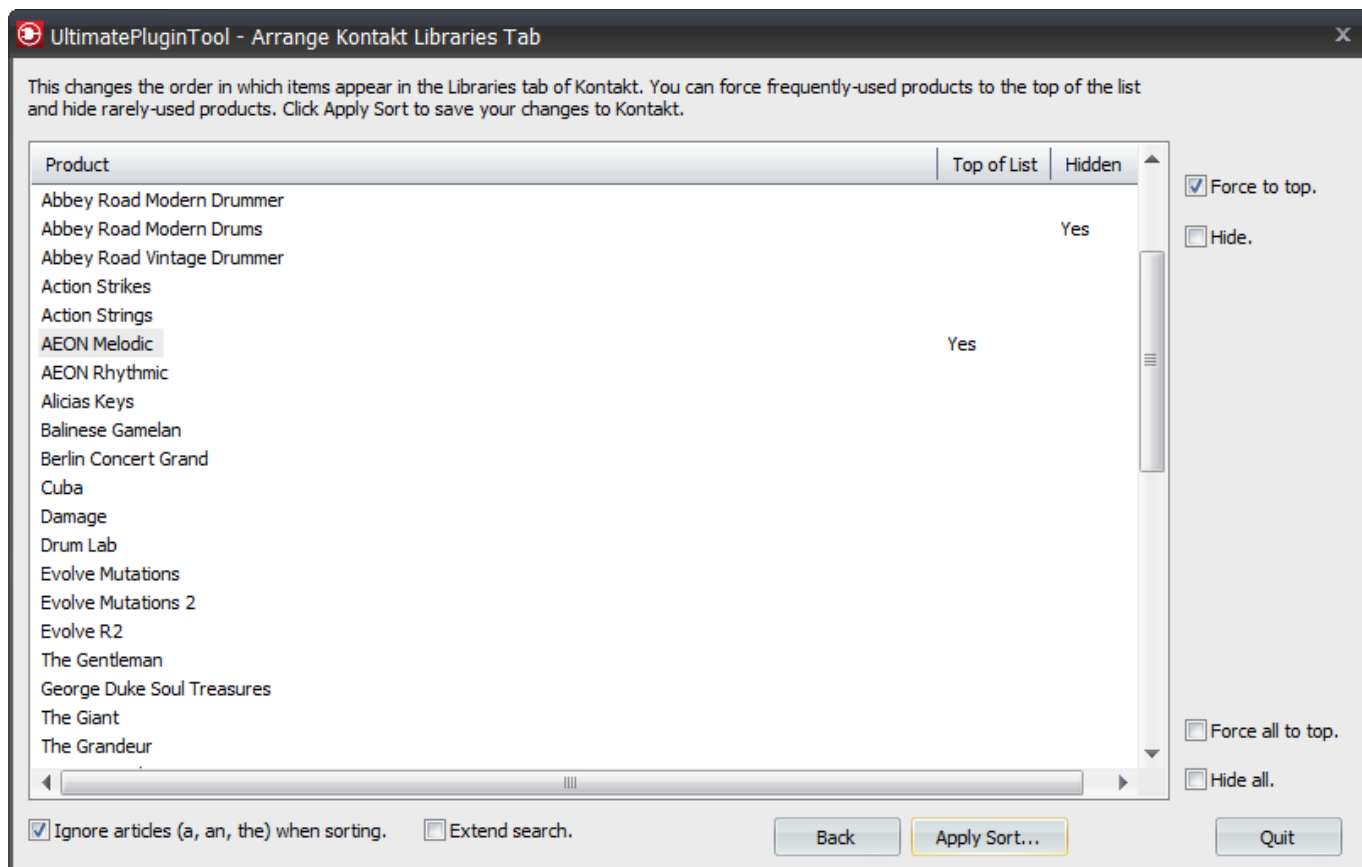 UltimatePluginTool - Arrange Kontakt Libraries Tab
x
This changes the order in which items appear in the Libraries tab of Kontakt. You can force frequently-used products to the top of the list
and hide rarely-used products. Click Apply Sort to save your changes to Kontakt.
Product Top of List Hidden
Force to top.
Abbey Road Modern Drummer
Abbey Road Modern Drums Yes
Hide.
Abbey Road Vintage Drummer
Action Strikes
Action Strings
AEON Melodic Yes
AEON Rhythmic
Alicias Keys
Balinese Gamelan
Berlin Concert Grand
Cuba
Damage
Drum Lab
Evolve Mutations
Evolve Mutations 2
Evolve R2
The Gentleman
George Duke Soul Treasures
The Giant
Force all to top.
The Grandeur
Hide all.
Ignore articles (a, an, the) when sorting. Extend search. Back Apply Sort... Quit